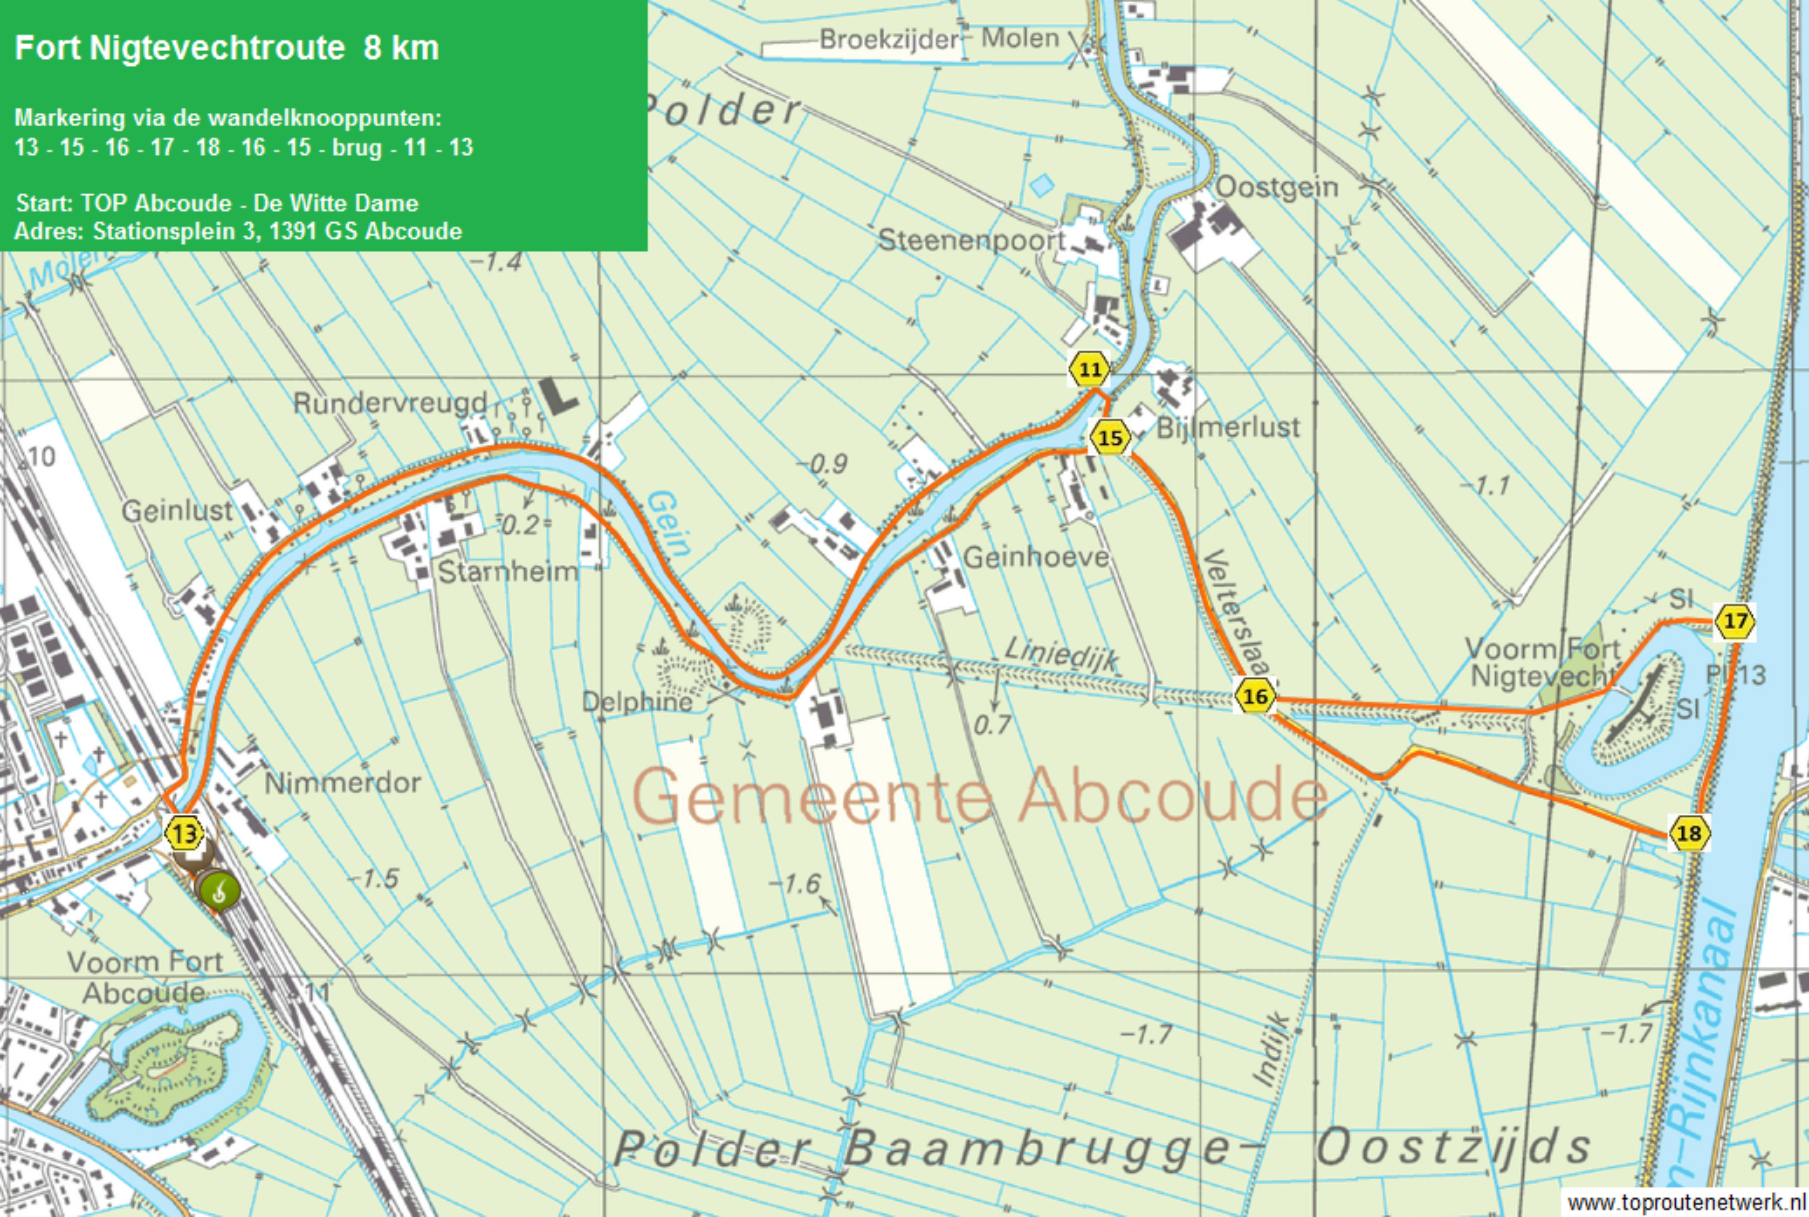 Fort Nigtevechtroute 8 km
Markering via de wandelknooppunten:
13 - 15 - 16 - 17 - 18 - 16 - 15 - brug - 11 - 13
Start: TOP Abcoude - De Witte Dame
Adres: Stationsplein 3, 1391 GS Abcoude
Broekzijder- Molen
Polder
Oostgein
Steenenpoort
Molen
-1.4
L
11
Rundervreugd
15
Bijlmerlust
10
-0.9
-1.1
Geinlust
Gein
-0.2
Geinhoeve
Starnheim
Velterslaan
SI
17
Liniedijk
Voorm Fort
Nigtevecht
Pl 13
16
Delphine
SI
0.7
Nimmerdor
Gemeente Abcoude
13
18
-1.5
-1.6
Voorm Fort
Abcoude
11
-1.7
Indijk
-1.7
m-Rijnkanaal
Polder Baambrugge- Oostzijds
www.toproutenetwerk.nl